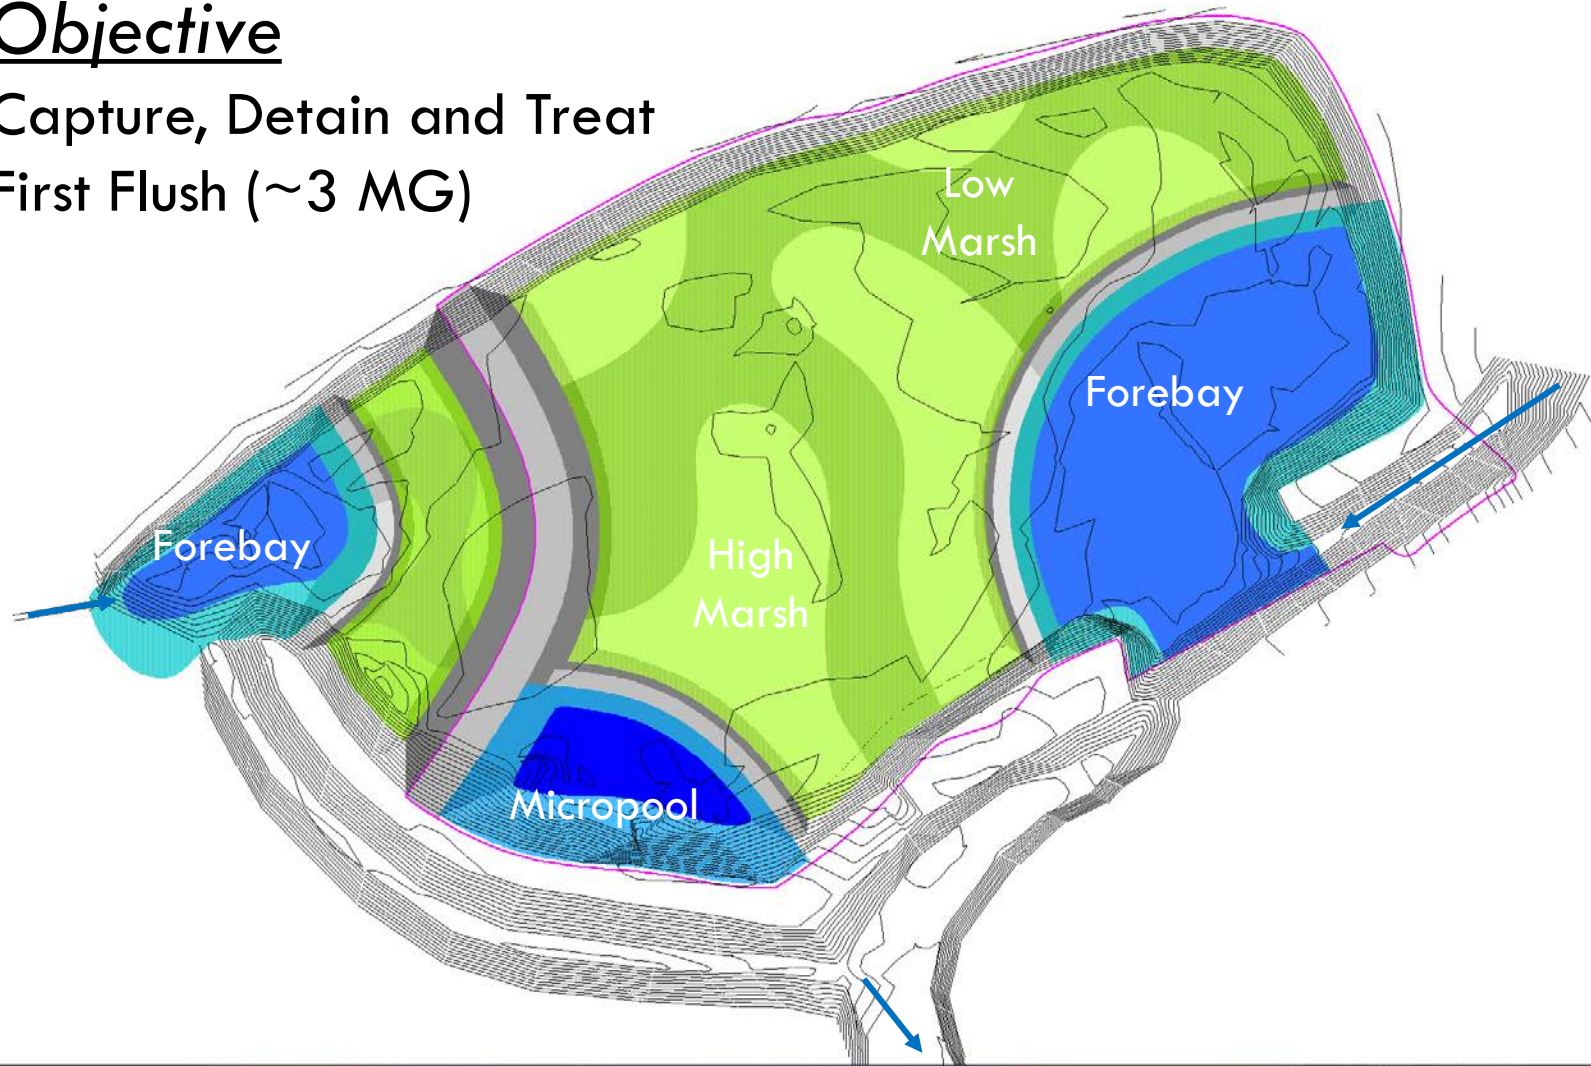 Objective
Capture, Detain and Treat
First Flush (~3 MG)
Low
Marsh
Forebay
Forebay
High
Marsh
Micropool